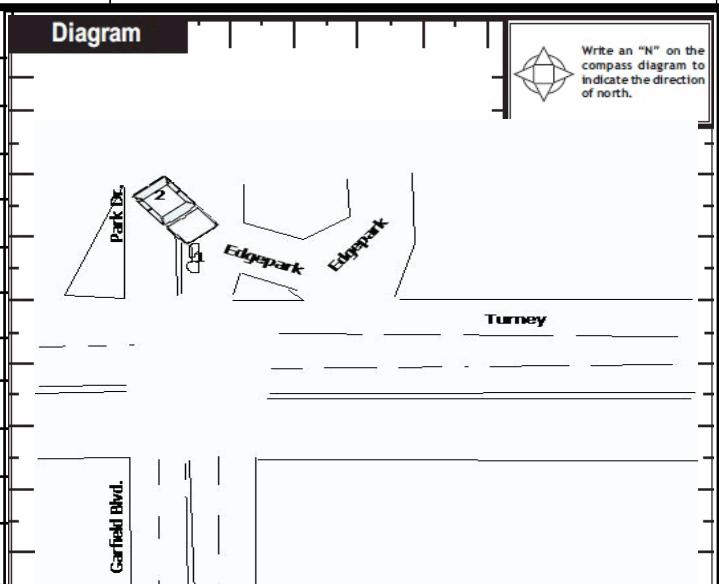 Diagram
Write an “N” on the
compass diagram to
indicate the direction
of north.
Park Dr.
2
1
Edgepark
Edgepark
Turney
Garfield Blvd.